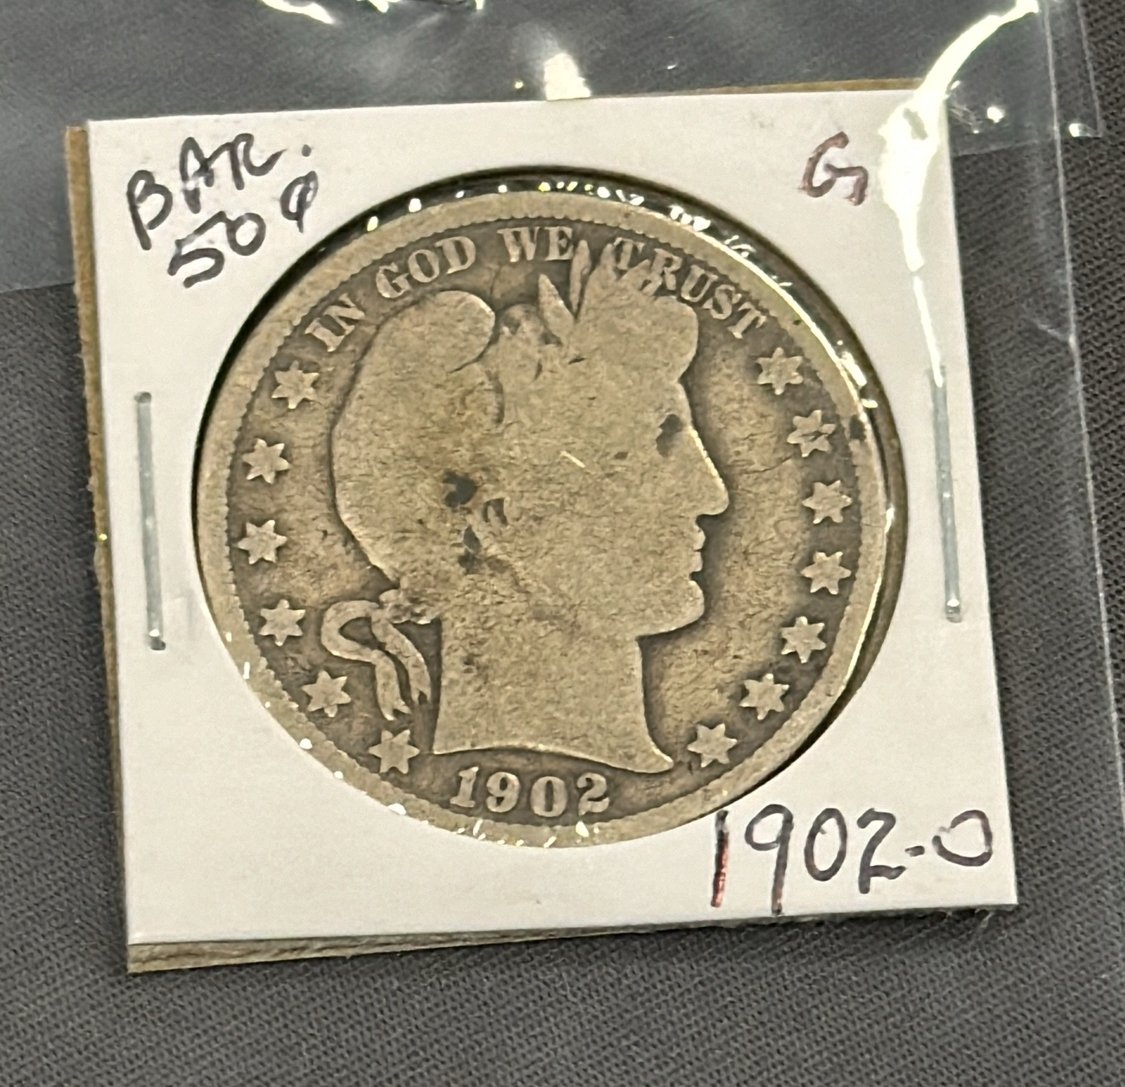 BAR.
50¢
G
IN GOD WE TRUST
1902
1902-O